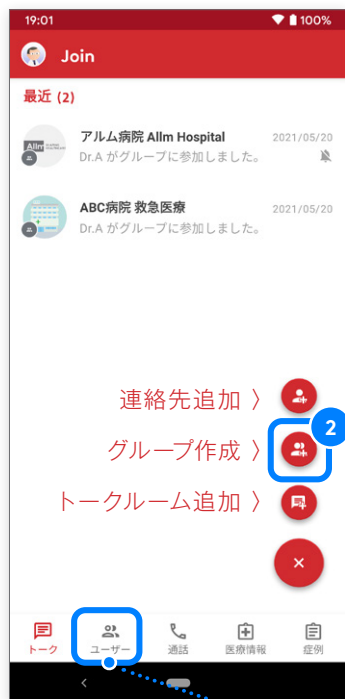 19:01 100%
Join
最近 (2)
アルム病院 Allm Hospital 2021/05/20
Allm
Dr.A がグループに参加しました。
ABC病院 救急医療 2021/05/20
Dr.A がグループに参加しました。
連絡先追加 〉
2
グループ作成 〉
トークルーム追加 〉
×
トーク ユーザー 通話 医療情報 症例